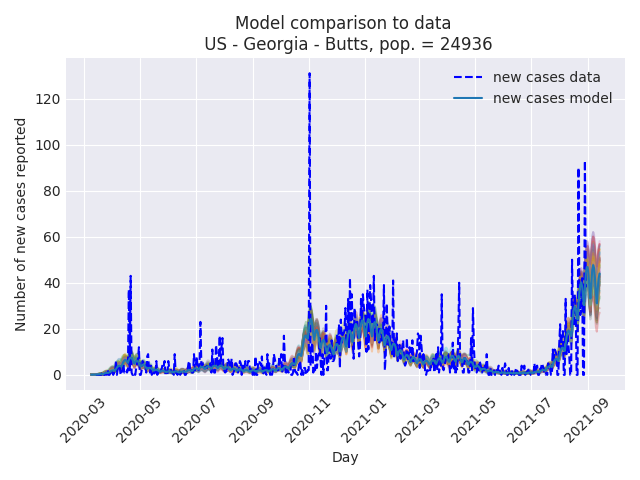 Model comparison to data
US - Georgia - Butts, pop. = 24936
new cases data
new cases model
Number of new cases reported
120
100
80
60
40
20
0
2020-03
2020-05
2020-07
2020-09
2020-11
2021-01
2021-03
2021-05
2021-07
2021-09
Day